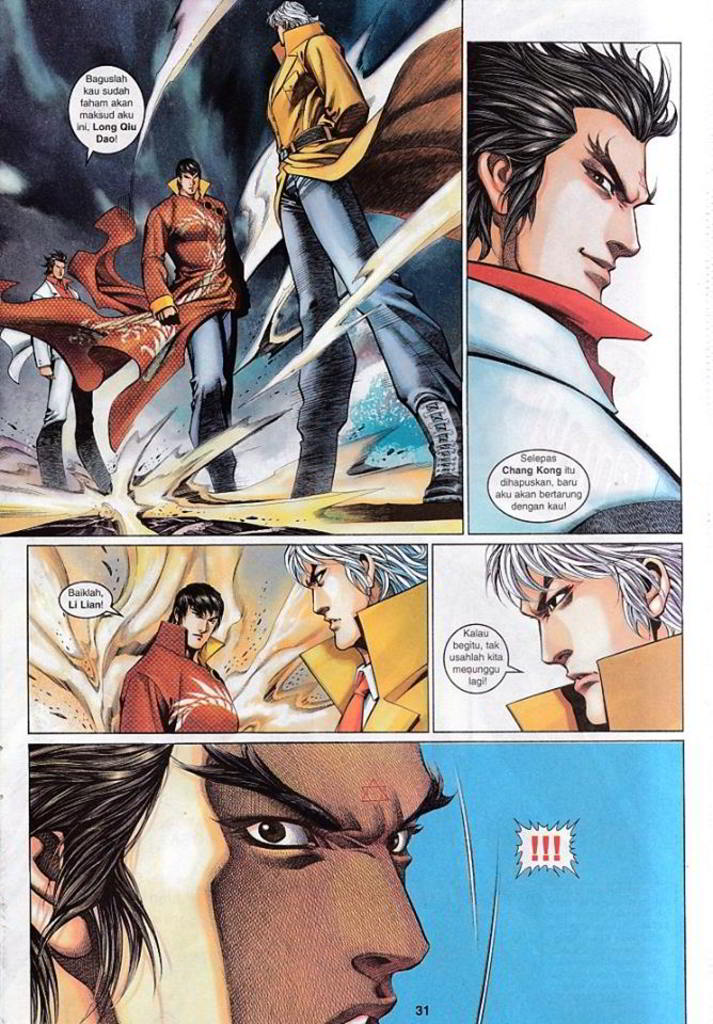 Baguslah
kau sudah
faham akan
maksud aku
ini, Long Qiu
Dao!
Selepas
Chang Kong itu
dihapuskan, baru
aku akan bertarung
dengan kau!
Baiklah,
Li Lian!
Kalau
begitu, tak
usahlah kita
menunggu
lagi!
!!!
31